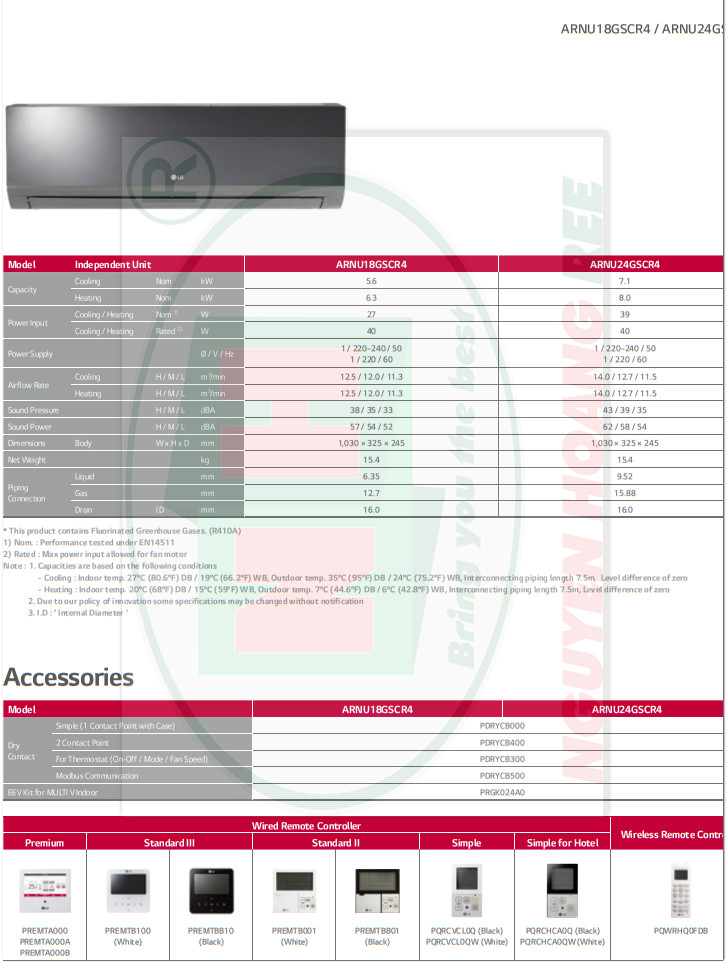 ARNU18GSCR4 / ARNU24GS
LG
®
Bring you the best
NGUYEN HOANG REE
Model Independent Unit ARNU18GSCR4 ARNU24GSCR4
Capacity Cooling Nom kW 5.6 7.1
Heating Nom kW 6.3 8.0
Power Input Cooling / Heating Nom 1) W 27 39
Cooling / Heating Rated 2) W 40 40
Power Supply Ø / V / Hz 1 / 220~240 / 50 1 / 220~240 / 50
1 / 220 / 60 1 / 220 / 60
Airflow Rate Cooling H / M / L m³/min 12.5 / 12.0 / 11.3 14.0 / 12.7 / 11.5
Heating H / M / L m³/min 12.5 / 12.0 / 11.3 14.0 / 12.7 / 11.5
Sound Pressure H / M / L dBA 38 / 35 / 33 43 / 39 / 35
Sound Power H / M / L dBA 57 / 54 / 52 62 / 58 / 54
Dimensions Body W x H x D mm 1,030 × 325 × 245 1,030 × 325 × 245
Net Weight kg 15.4 15.4
Piping Connection Liquid mm 6.35 9.52
Gas mm 12.7 15.88
Drain I.D mm 16.0 16.0
* This product contains Fluorinated Greenhouse Gases. (R410A)
1) Nom. : Performance tested under EN14511
2) Rated : Max power input allowed for fan motor
Note : 1. Capacities are based on the following conditions
- Cooling : Indoor temp. 27°C (80.6°F) DB / 19°C (66.2°F) WB, Outdoor temp. 35°C (95°F) DB / 24°C (75.2°F) WB, Interconnecting piping length 7.5m, Level difference of zero
- Heating : Indoor temp. 20°C (68°F) DB / 15°C (59°F) WB, Outdoor temp. 7°C (44.6°F) DB / 6°C (42.8°F) WB, Interconnecting piping length 7.5m, Level difference of zero
2. Due to our policy of innovation some specifications may be changed without notification
3. I.D : ' Internal Diameter '
Accessories
Model ARNU18GSCR4 ARNU24GSCR4
Dry Contact Simple (1 Contact Point with Case) PDRYCB000
2 Contact Point PDRYCB400
For Thermostat (On-Off / Mode / Fan Speed) PDRYCB300
Modbus Communication PDRYCB500
EEV Kit for MULTI V Indoor PRGK024A0
Wired Remote Controller Wireless Remote Contr
Premium Standard III Standard II Simple Simple for Hotel
PREMTA000 PREMTB100 PREMTBB10 PREMTB001 PREMTBB01 PQRCVCL0Q (Black) PQRCHCA0Q (Black) PQWRHQ0FDB
PREMTA000A (White) (Black) (White) (Black) PQRCVCL0QW (White) PQRCHCA0QW (White)
PREMTA000B